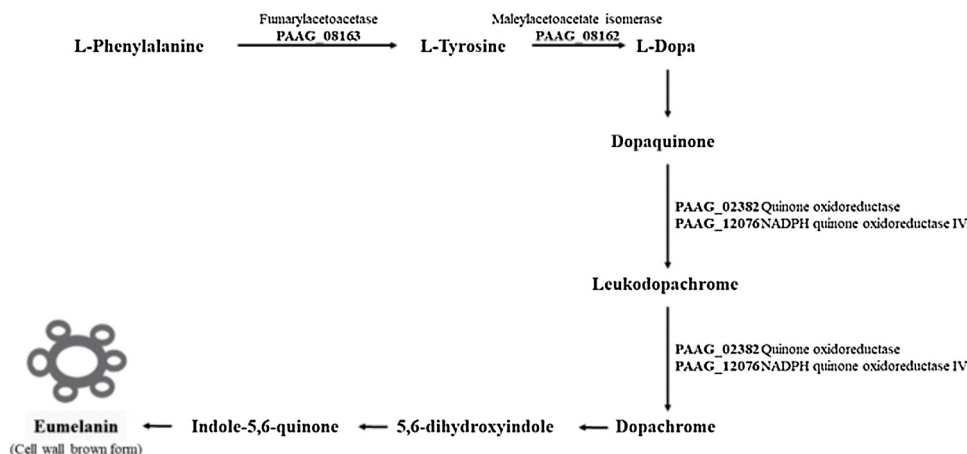 Fumarylacetoacetase
PAAG_08163
Maleylacetoacetate isomerase
PAAG_08162
L-Phenylalanine
L-Tyrosine
L-Dopa
Dopaquinone
PAAG_02382 Quinone oxidoreductase
PAAG_12076 NADPH quinone oxidoreductase IV
Leukodopachrome
PAAG_02382 Quinone oxidoreductase
PAAG_12076 NADPH quinone oxidoreductase IV
Eumelanin
(Cell wall brown form)
Indole-5,6-quinone
5,6-dihydroxyindole
Dopachrome